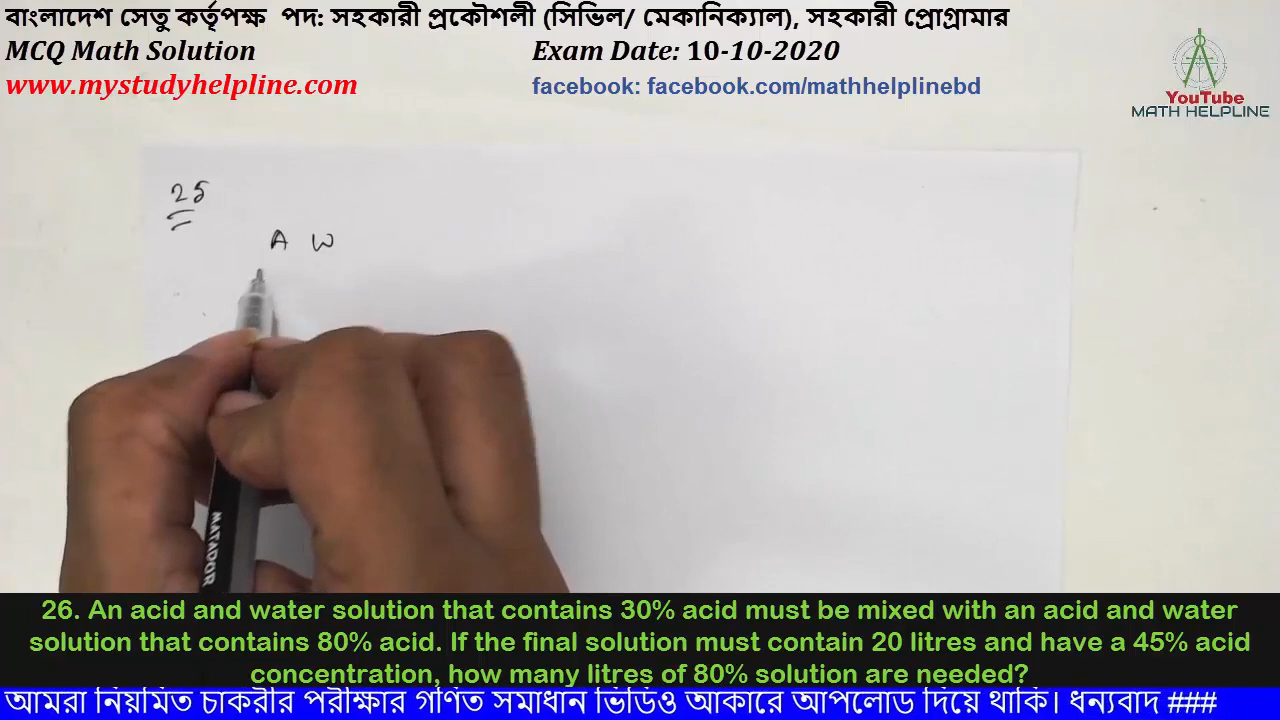 বাংলাদেশ সেতু কর্তৃপক্ষ পদ: সহকারী প্রকৌশলী (সিভিল/ মেকানিক্যাল), সহকারী প্রোগ্রামার
MCQ Math Solution Exam Date: 10-10-2020
www.mystudyhelpline.com facebook: facebook.com/mathhelplinebd
YouTube
MATH HELPLINE
25
A W
MATADOR
26. An acid and water solution that contains 30% acid must be mixed with an acid and water
solution that contains 80% acid. If the final solution must contain 20 litres and have a 45% acid
concentration, how many litres of 80% solution are needed?
আমরা নিয়মিত চাকরীর পরীক্ষার গণিত সমাধান ভিডিও আকারে আপলোড দিয়ে থাকি। ধন্যবাদ ###